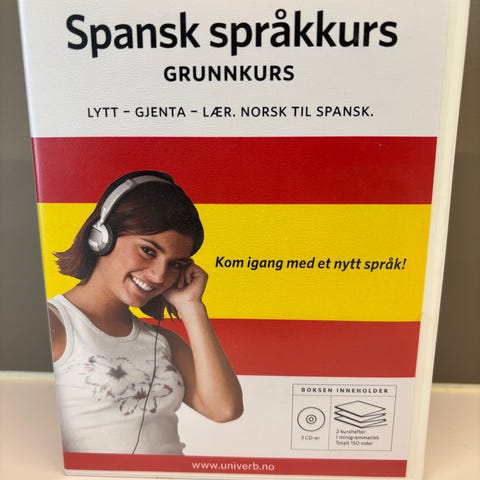 Spansk språkkurs
GRUNNKURS
LYTT – GJENTA – LÆR. NORSK TIL SPANSK.
Kom igang med et nytt språk!
BOKSEN INNEHOLDER
3 CD-er
2 kurshefter
1 minigrammatikk
Totalt 150 sider
www.univerb.no